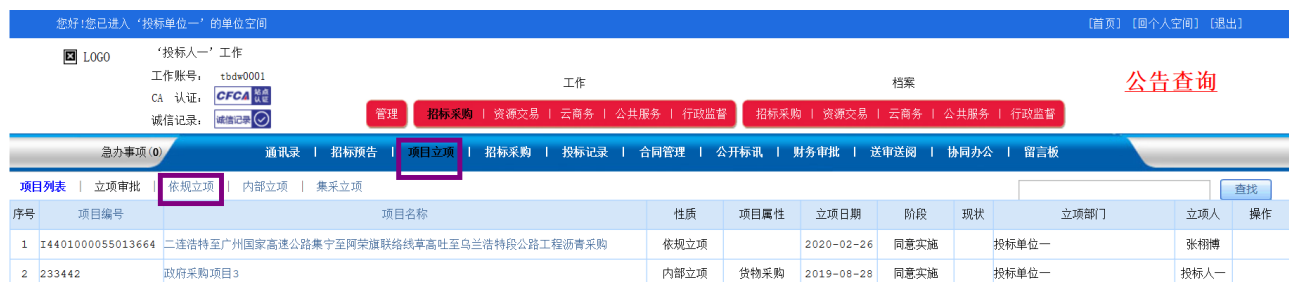 您好!您已进入‘投标单位一’的单位空间 [首页] [回个人空间] [退出]
LOGO ‘投标人一’工作
工作账号： tbdw0001
CA 认证： CFCA 站点认证
诚信记录： 诚信记录
工作 档案 公告查询
管理 招标采购 | 资源交易 | 云商务 | 公共服务 | 行政监督 招标采购 | 资源交易 | 云商务 | 公共服务 | 行政监督
急办事项(0) 通讯录 | 招标预告 | 项目立项 | 招标采购 | 投标记录 | 合同管理 | 公开标讯 | 财务审批 | 送审送阅 | 协同办公 | 留言板
项目列表 | 立项审批 | 依规立项 | 内部立项 | 集采立项 查找
序号 项目编号 项目名称 性质 项目属性 立项日期 阶段 现状 立项部门 立项人 操作
1 I4401000055013664 二连浩特至广州国家高速公路集宁至阿荣旗联络线草高吐至乌兰浩特段公路工程沥青采购 依规立项 2020-02-26 同意实施 投标单位一 张栩博
2 233442 政府采购项目3 内部立项 货物采购 2019-08-28 同意实施 投标单位一 投标人一